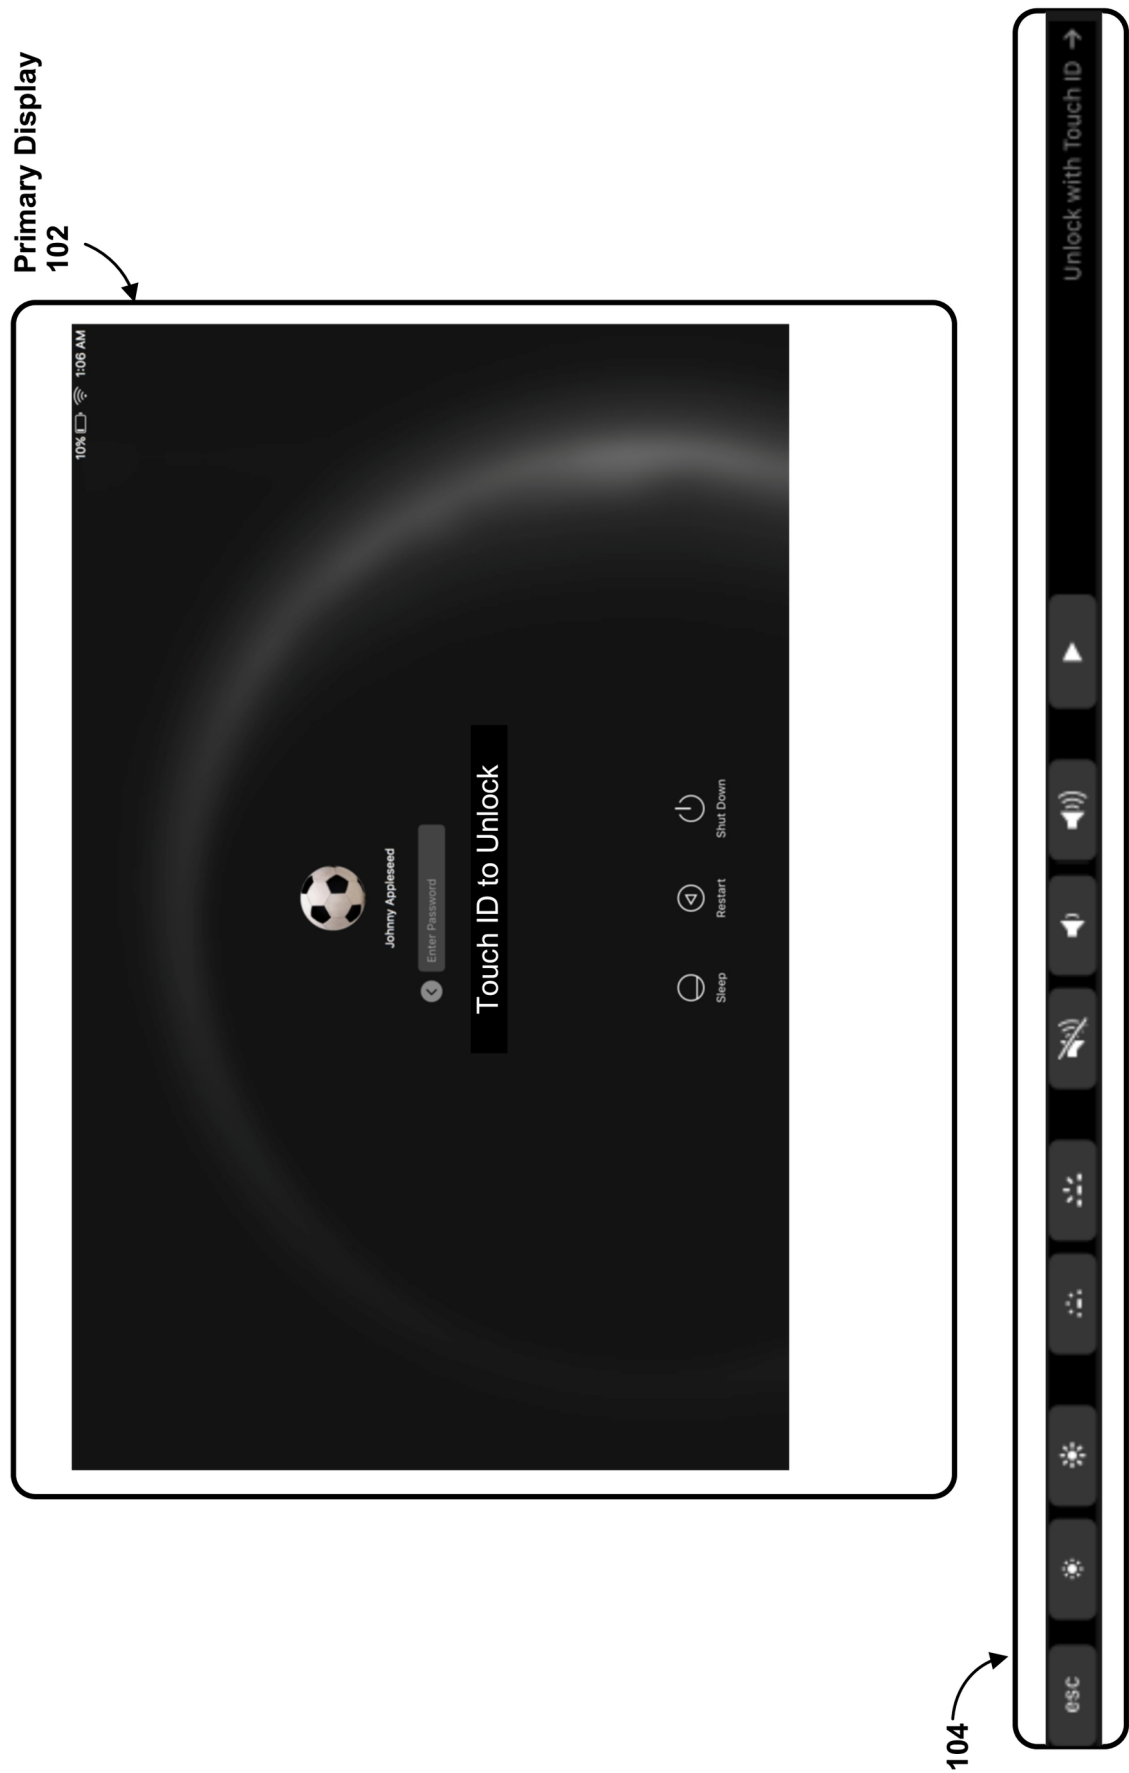 Primary Display
102
10% 1:06 AM
Johnny Appleseed
Enter Password
Touch ID to Unlock
Sleep Restart Shut Down
104
esc Unlock with Touch ID →